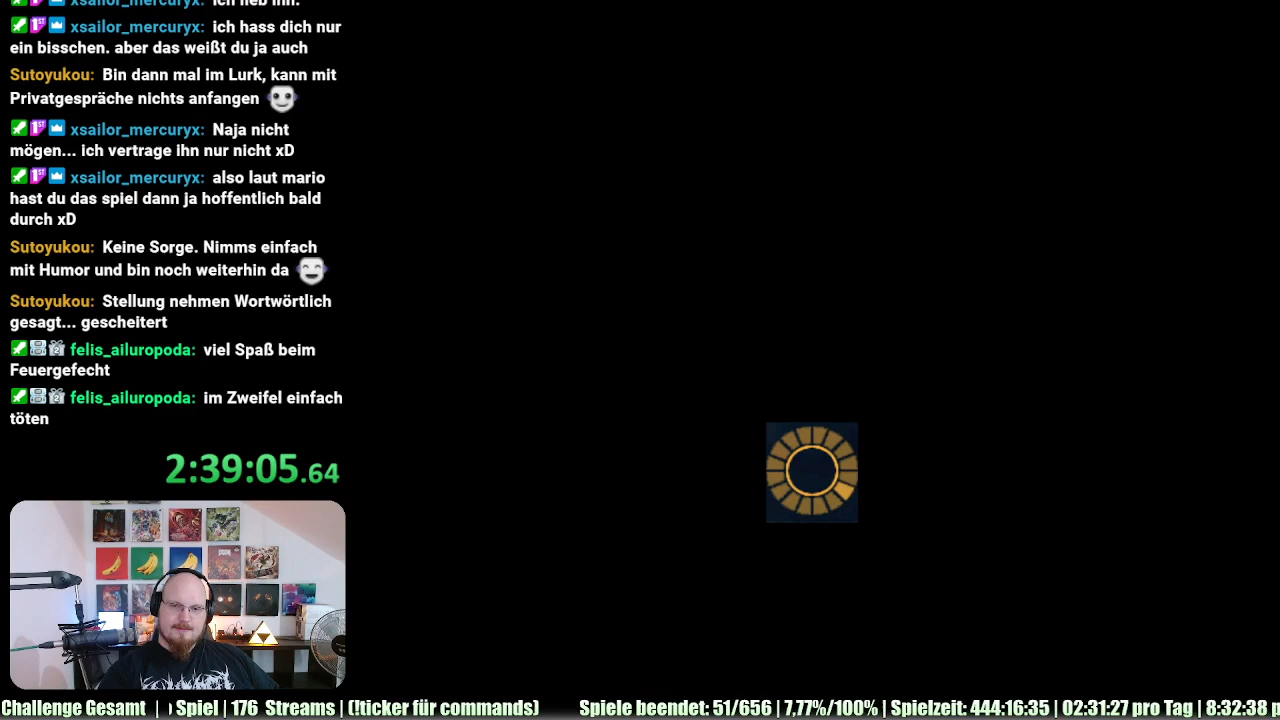 xsailor_mercuryx: ich lieb ihn.
xsailor_mercuryx: ich hass dich nur
ein bisschen. aber das weißt du ja auch
Sutoyukou: Bin dann mal im Lurk, kann mit
Privatgespräche nichts anfangen
xsailor_mercuryx: Naja nicht
mögen... ich vertrage ihn nur nicht xD
xsailor_mercuryx: also laut mario
hast du das spiel dann ja hoffentlich bald
durch xD
Sutoyukou: Keine Sorge. Nimms einfach
mit Humor und bin noch weiterhin da
Sutoyukou: Stellung nehmen Wortwörtlich
gesagt... gescheitert
felis_ailuropoda: viel Spaß beim
Feuergefecht
felis_ailuropoda: im Zweifel einfach
töten
2:39:05.64
Challenge Gesamt | Spiel | 176 Streams | (!ticker für commands) Spiele beendet: 51/656 | 7,77%/100% | Spielzeit: 444:16:35 | 02:31:27 pro Tag | 8:32:38